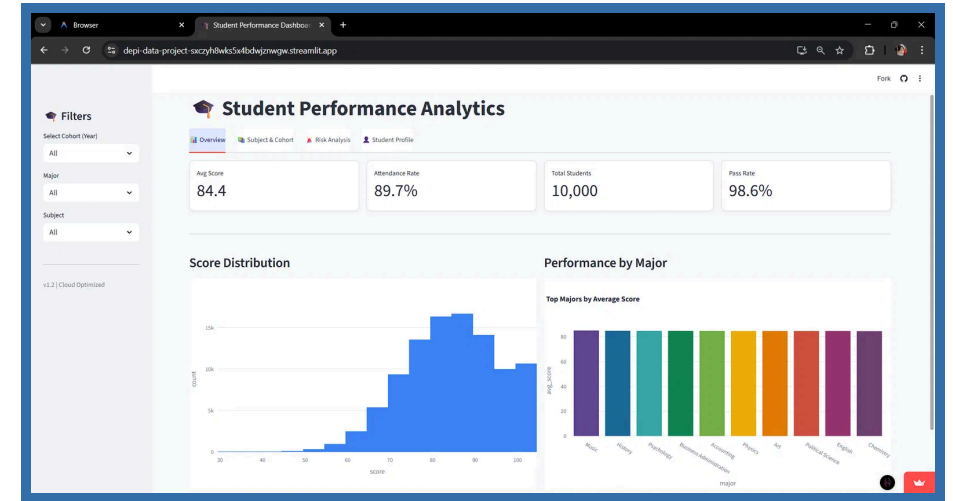 Browser
Student Performance Dashboa
depi-data-project-sxczyh8wks5x4bdwjznwgw.streamlit.app
Fork
Filters
Select Cohort (Year)
All
Major
All
Subject
All
v1.2 | Cloud Optimized
Student Performance Analytics
Overview
Subject & Cohort
Risk Analysis
Student Profile
Avg Score
84.4
Attendance Rate
89.7%
Total Students
10,000
Pass Rate
98.6%
Score Distribution
15k
10k
5k
0
count
30 40 50 60 70 80 90 100
score
Performance by Major
Top Majors by Average Score
80
60
40
20
0
avg_score
Music
History
Psychology
Business Administration
Accounting
Physics
Art
Political Science
English
Chemistry
major